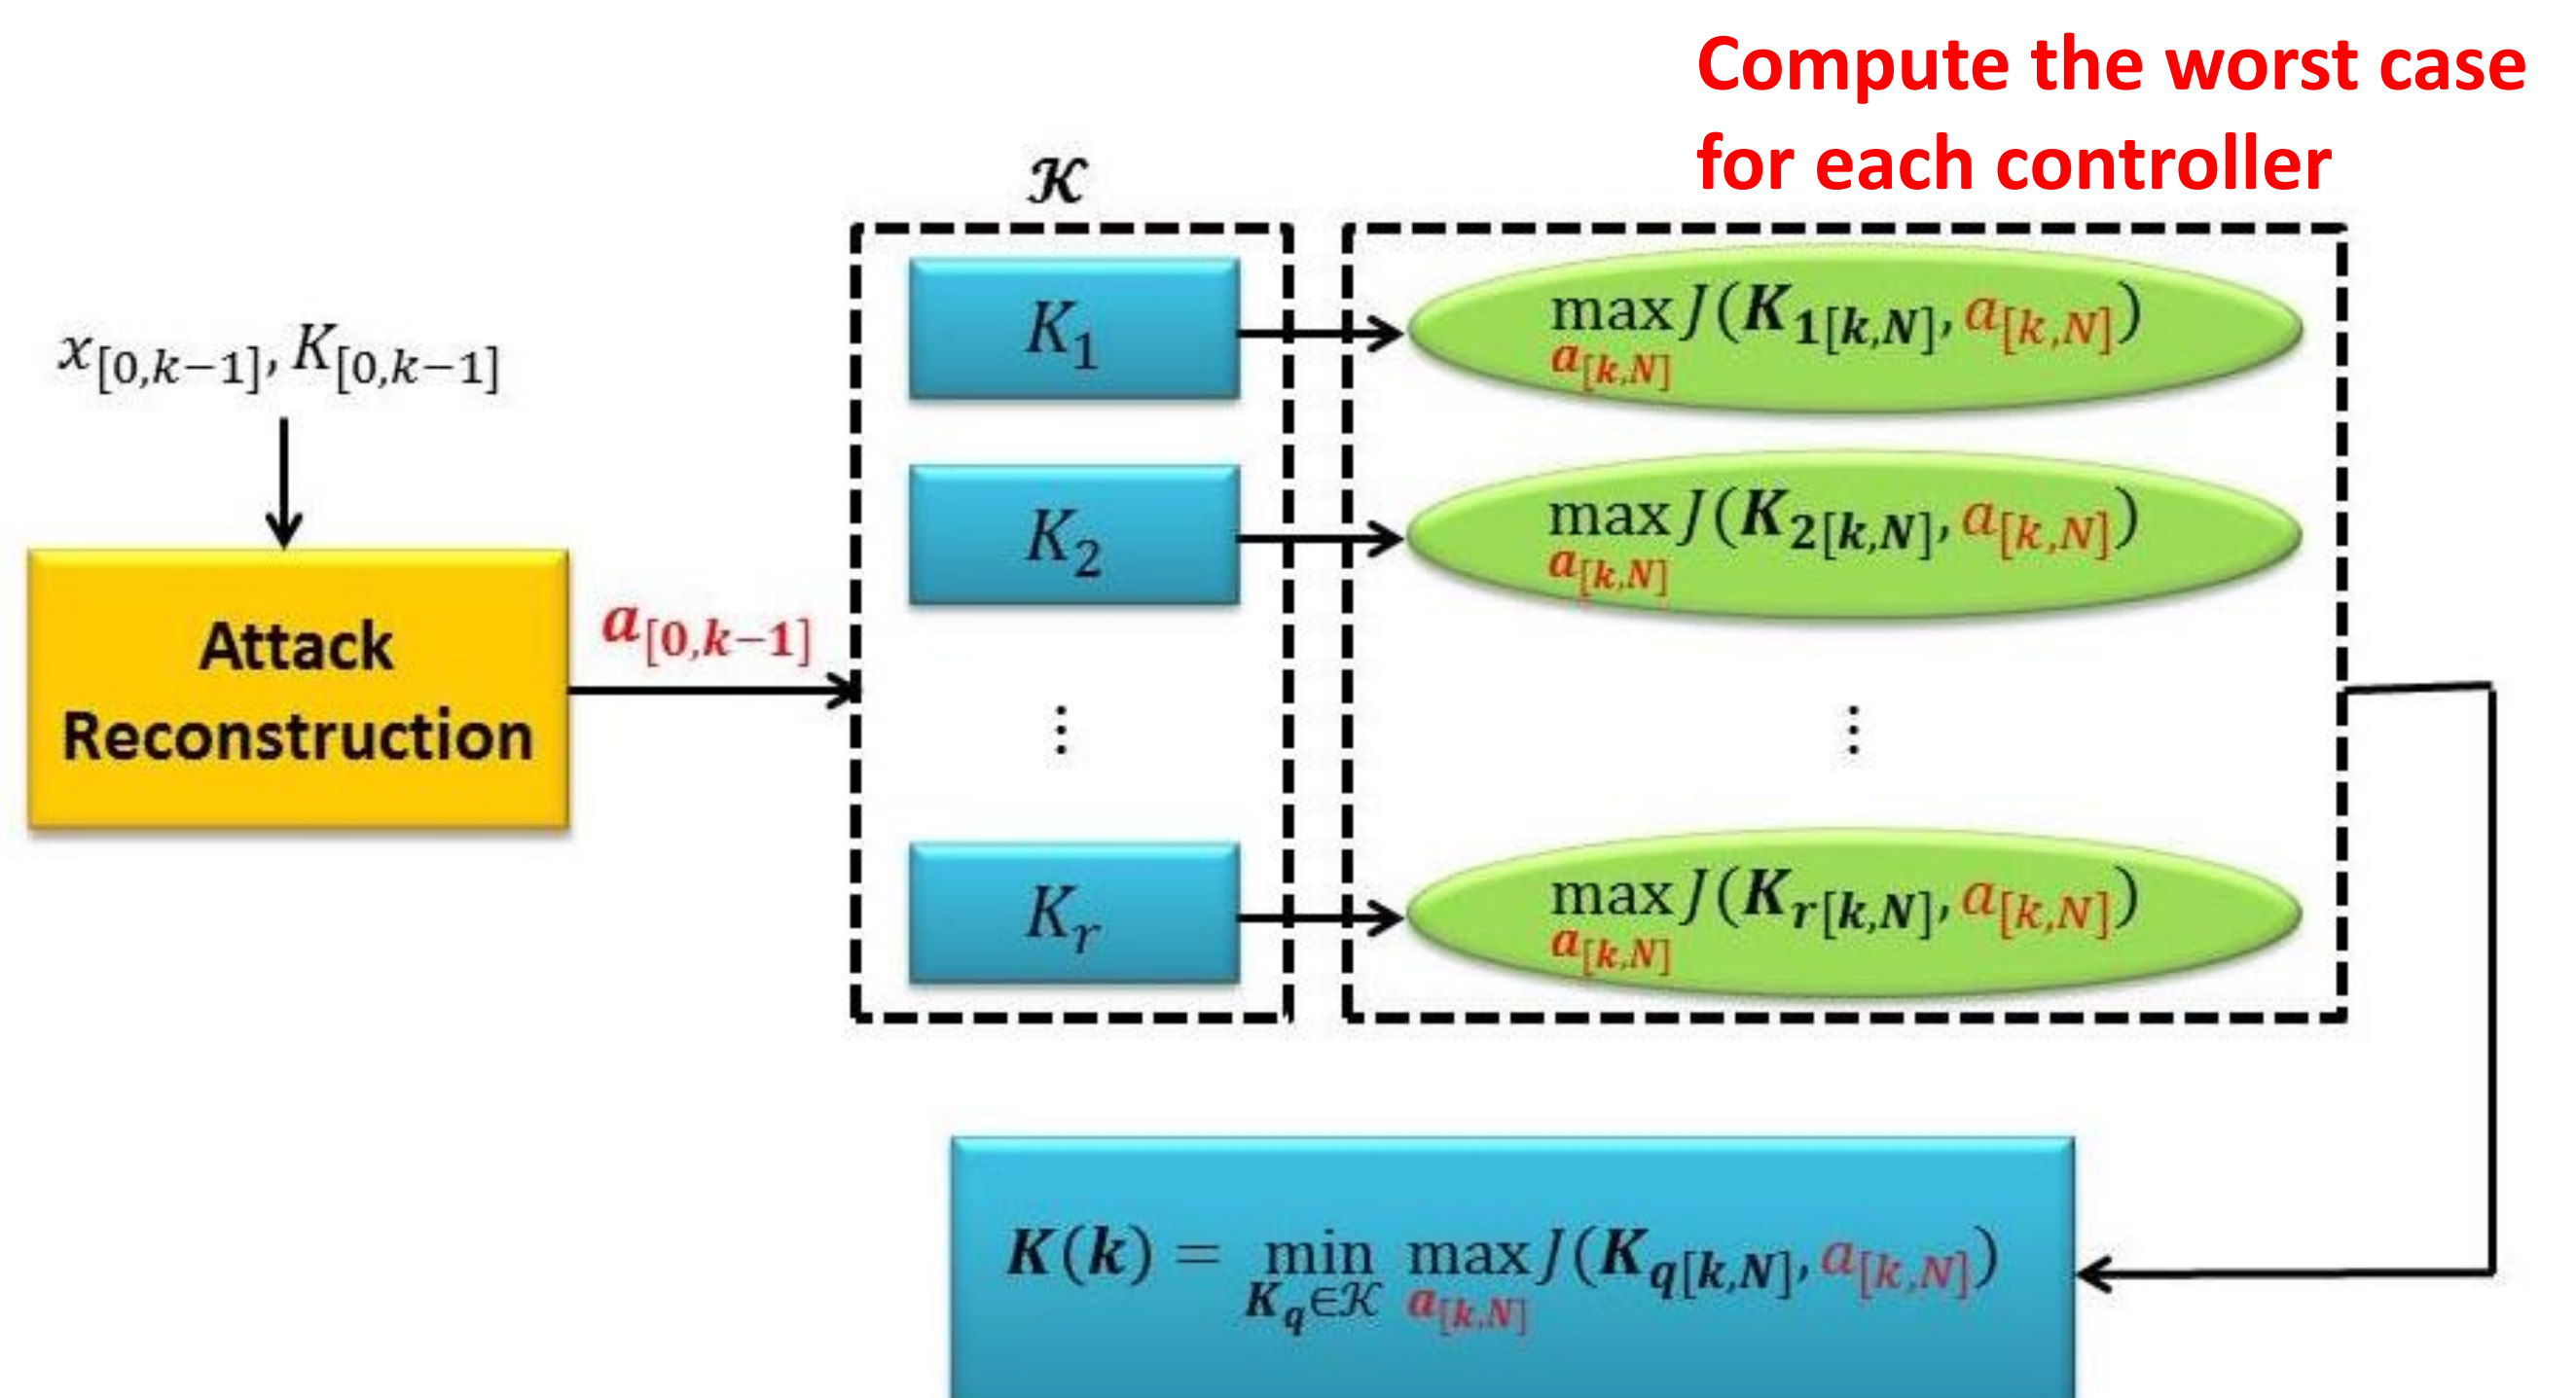 Compute the worst case
for each controller
𝒦
x[0,k−1], K[0,k−1]
Attack
Reconstruction
a[0,k−1]
K₁
max J(K1[k,N], a[k,N])
a[k,N]
K₂
max J(K2[k,N], a[k,N])
a[k,N]
⋮ ⋮
Kᵣ
max J(Kr[k,N], a[k,N])
a[k,N]
K(k) = min max J(Kq[k,N], a[k,N])
Kq∈𝒦 a[k,N]